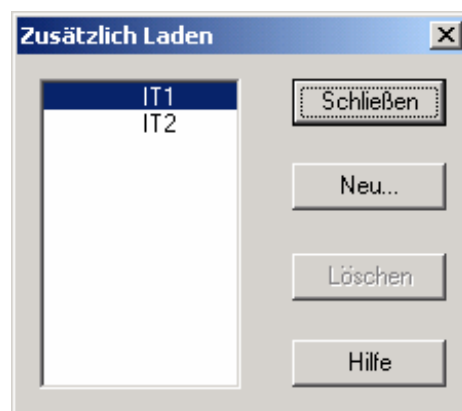 Zusätzlich Laden
IT1
IT2
Schließen
Neu...
Löschen
Hilfe